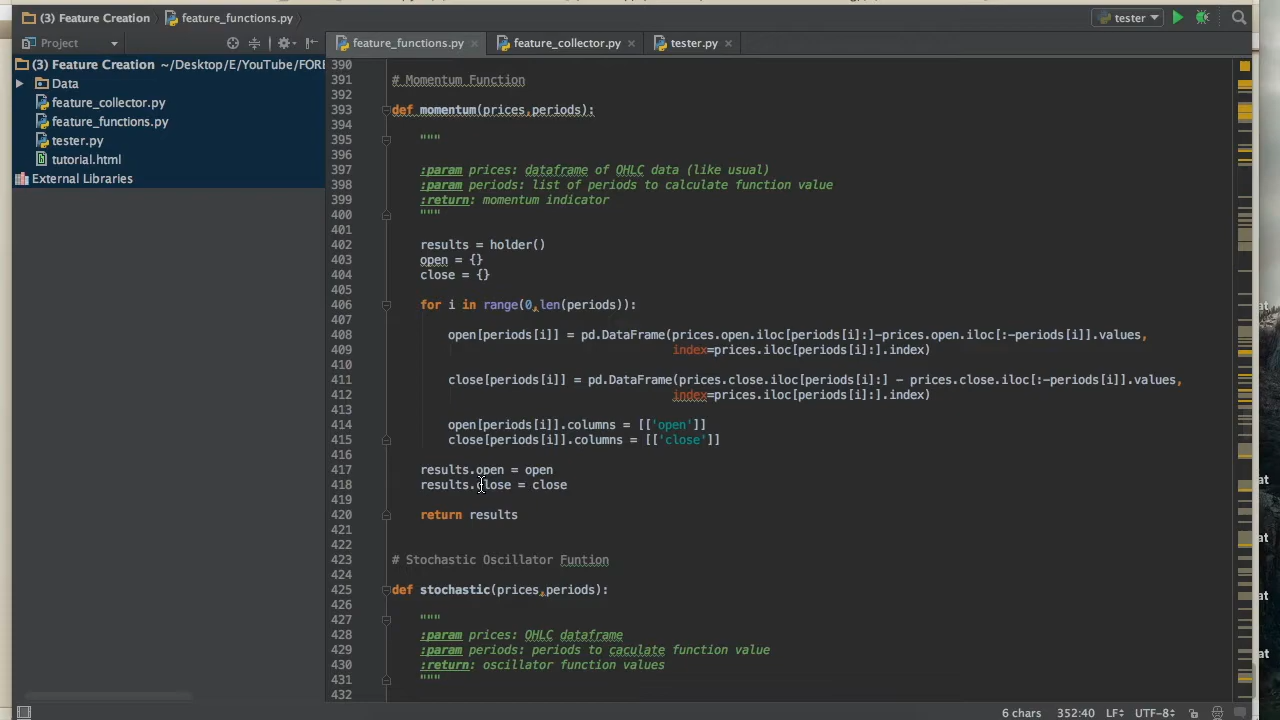 (3) Feature Creation
feature_functions.py
tester
Project
feature_functions.py
feature_collector.py
tester.py
(3) Feature Creation ~/Desktop/E/YouTube/FORE
Data
feature_collector.py
feature_functions.py
tester.py
tutorial.html
External Libraries
390
391 # Momentum Function
392
393 def momentum(prices,periods):
394
395 """
396
397 :param prices: dataframe of OHLC data (like usual)
398 :param periods: list of periods to calculate function value
399 :return: momentum indicator
400 """
401
402 results = holder()
403 open = {}
404 close = {}
405
406 for i in range(0,len(periods)):
407
408 open[periods[i]] = pd.DataFrame(prices.open.iloc[periods[i]:]-prices.open.iloc[:-periods[i]].values,
409 index=prices.iloc[periods[i]:].index)
410
411 close[periods[i]] = pd.DataFrame(prices.close.iloc[periods[i]:] - prices.close.iloc[:-periods[i]].values,
412 index=prices.iloc[periods[i]:].index)
413
414 open[periods[i]].columns = [['open']]
415 close[periods[i]].columns = [['close']]
416
417 results.open = open
418 results.close = close
419
420 return results
421
422
423 # Stochastic Oscillator Funtion
424
425 def stochastic(prices,periods):
426
427 """
428 :param prices: OHLC dataframe
429 :param periods: periods to caculate function value
430 :return: oscillator function values
431 """
432
at
at
at
at
6 chars 352:40 LF UTF-8